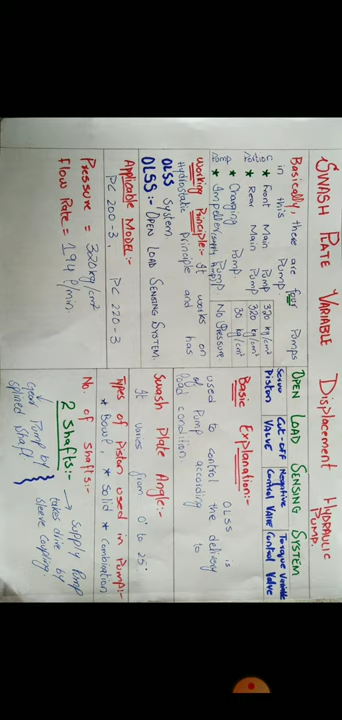 SWASH PLATE VARIABLE Displacement Hydraulic PUMP.
Basically, there are four Pumps in this Pump
★ Front Main Pump 320 kg/cm²
★ Rear Main Pump 320 kg/cm²
★ Charging Pump 30 kg/cm²
★ Impeller (supply Pump) Pump No Pressure
Working Principle:- It works on
Hydrostatic Principle and has
OLSS System
OLSS:- OPEN LOAD SENSING SYSTEM.
Applicable Model:-
PC 200-3, PC 220-3
Pressure = 320 kg/cm²
Flow Rate = 194 l/min.
OPEN LOAD SENSING SYSTEM
Servo Piston
Cut-off VALVE
Negative Control VALVE
Torque Variable Control Valve
Basic Explanation:-
OLSS is
used to control the delivery
of Pump according to
load condition
Swash Plate Angle:-
It varies from 0° to 25°
Types of Piston used in Pump:-
★ Bowl, ★ Solid ★ Combination
No. of Shafts:-
2 Shafts:-
→ Supply Pump
takes drive by
sleeve coupling.
Gear Pump by
splined Shaft